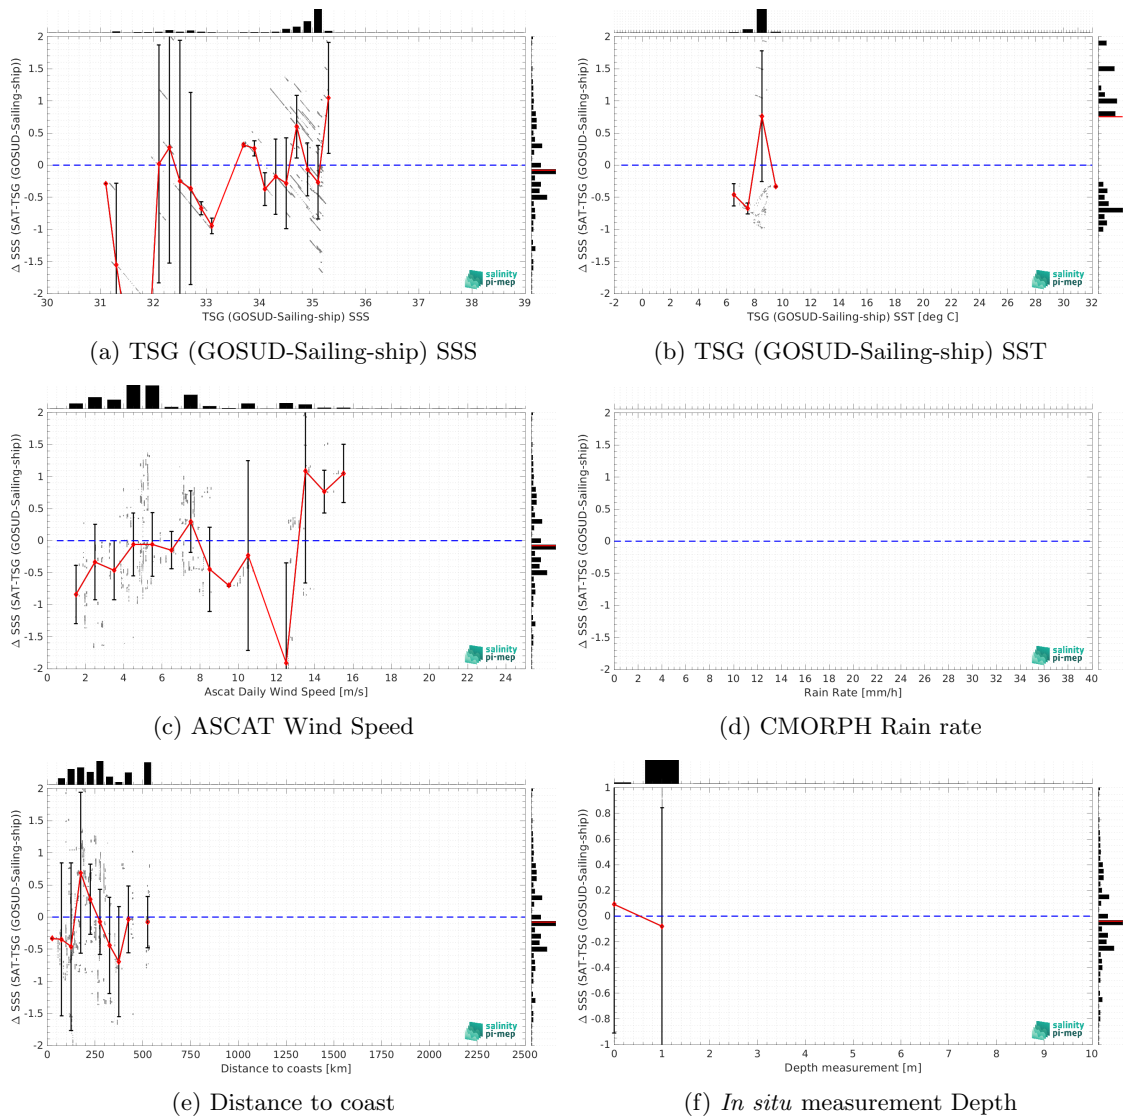 2
1.5
1
0.5
0
-0.5
-1
-1.5
-2
Δ SSS (SAT-TSG (GOSUD-Sailing-ship))
30 31 32 33 34 35 36 37 38 39
TSG (GOSUD-Sailing-ship) SSS
salinity
pi-mep
(a) TSG (GOSUD-Sailing-ship) SSS
2
1.5
1
0.5
0
-0.5
-1
-1.5
-2
Δ SSS (SAT-TSG (GOSUD-Sailing-ship))
-2 0 2 4 6 8 10 12 14 16 18 20 22 24 26 28 30 32
TSG (GOSUD-Sailing-ship) SST [deg C]
salinity
pi-mep
(b) TSG (GOSUD-Sailing-ship) SST
2
1.5
1
0.5
0
-0.5
-1
-1.5
-2
Δ SSS (SAT-TSG (GOSUD-Sailing-ship))
0 2 4 6 8 10 12 14 16 18 20 22 24
Ascat Daily Wind Speed [m/s]
salinity
pi-mep
(c) ASCAT Wind Speed
2
1.5
1
0.5
0
-0.5
-1
-1.5
-2
Δ SSS (SAT-TSG (GOSUD-Sailing-ship))
0 2 4 6 8 10 12 14 16 18 20 22 24 26 28 30 32 34 36 38 40
Rain Rate [mm/h]
salinity
pi-mep
(d) CMORPH Rain rate
2
1.5
1
0.5
0
-0.5
-1
-1.5
-2
Δ SSS (SAT-TSG (GOSUD-Sailing-ship))
0 250 500 750 1000 1250 1500 1750 2000 2250 2500
Distance to coasts [km]
salinity
pi-mep
(e) Distance to coast
1
0.8
0.6
0.4
0.2
0
-0.2
-0.4
-0.6
-0.8
-1
Δ SSS (SAT-TSG (GOSUD-Sailing-ship))
0 1 2 3 4 5 6 7 8 9 10
Depth measurement [m]
salinity
pi-mep
(f) In situ measurement Depth